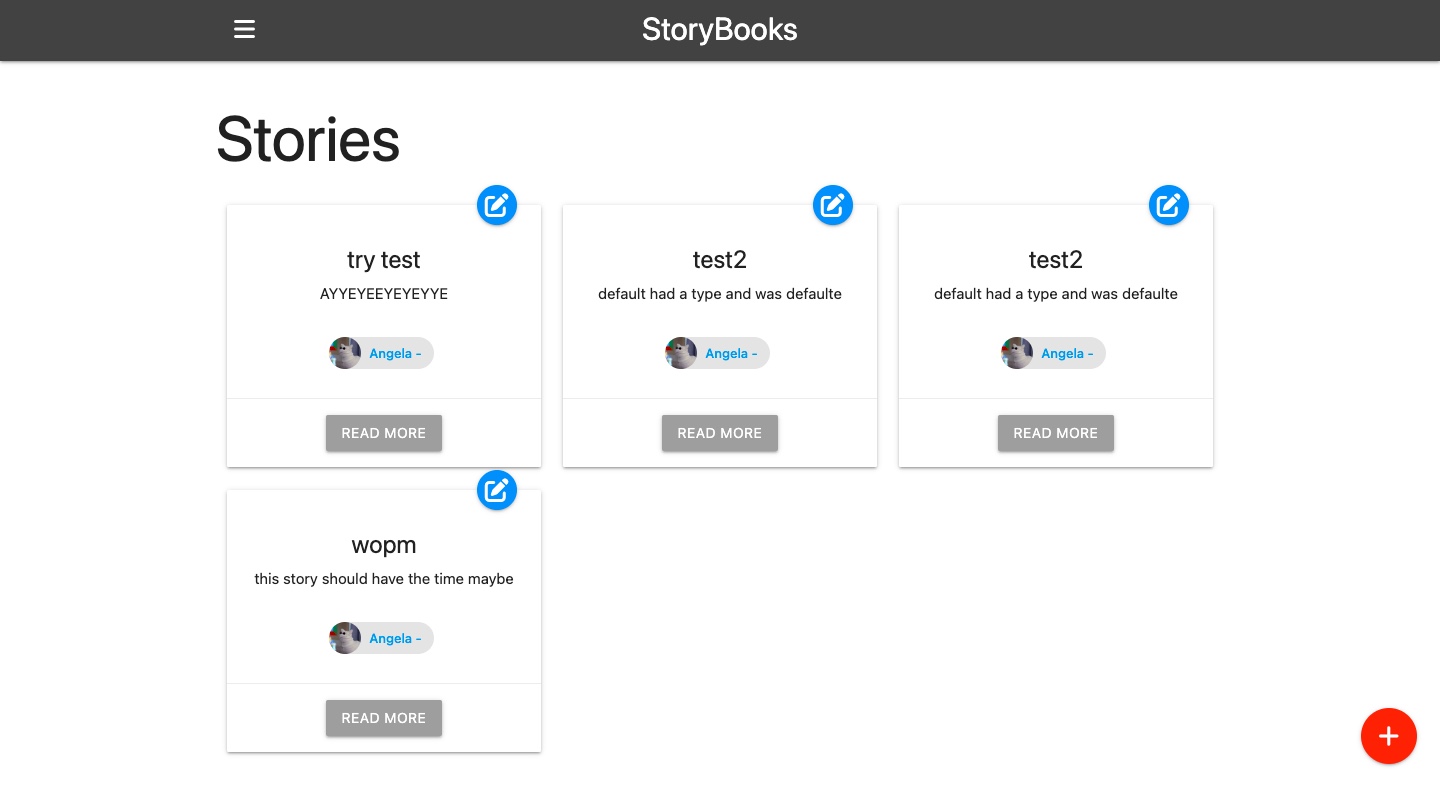 StoryBooks
Stories
try test
AYYEYEEYEYEYYE
Angela -
READ MORE
test2
default had a type and was defaulte
Angela -
READ MORE
test2
default had a type and was defaulte
Angela -
READ MORE
wopm
this story should have the time maybe
Angela -
READ MORE